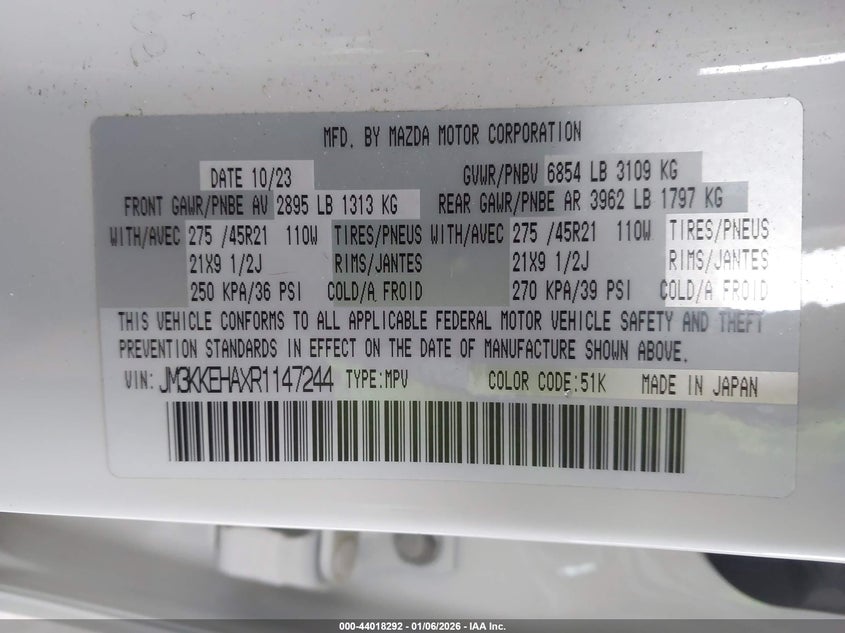 MFD. BY MAZDA MOTOR CORPORATION
DATE 10/23 GVWR/PNBV 6854 LB 3109 KG
FRONT GAWR/PNBE AV 2895 LB 1313 KG REAR GAWR/PNBE AR 3962 LB 1797 KG
WITH/AVEC 275 /45R21 110W TIRES/PNEUS WITH/AVEC 275 /45R21 110W TIRES/PNEUS
21X9 1/2J RIMS/JANTES 21X9 1/2J RIMS/JANTES
250 KPA/36 PSI COLD/A FROID 270 KPA/39 PSI COLD/A FROID
THIS VEHICLE CONFORMS TO ALL APPLICABLE FEDERAL MOTOR VEHICLE SAFETY AND THEFT
PREVENTION STANDARDS IN EFFECT ON THE DATE OF MANUFACTURE SHOWN ABOVE.
VIN: JM3KKEHAXR1147244 TYPE:MPV COLOR CODE:51K MADE IN JAPAN
000-44018292 - 01/06/2026 - IAA Inc.